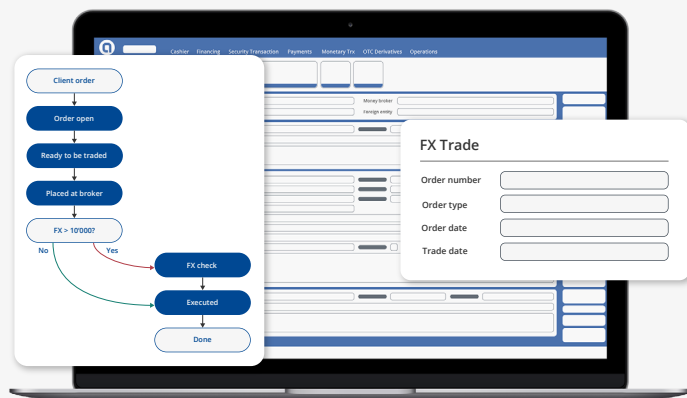 Cashier Financing Security Transaction Payments Monetary Trx OTC Derivatives Operations
Money broker
Foreign entity
Client order
Order open
Ready to be traded
Placed at broker
FX > 10'000?
No Yes
FX check
Executed
Done
FX Trade
Order number
Order type
Order date
Trade date